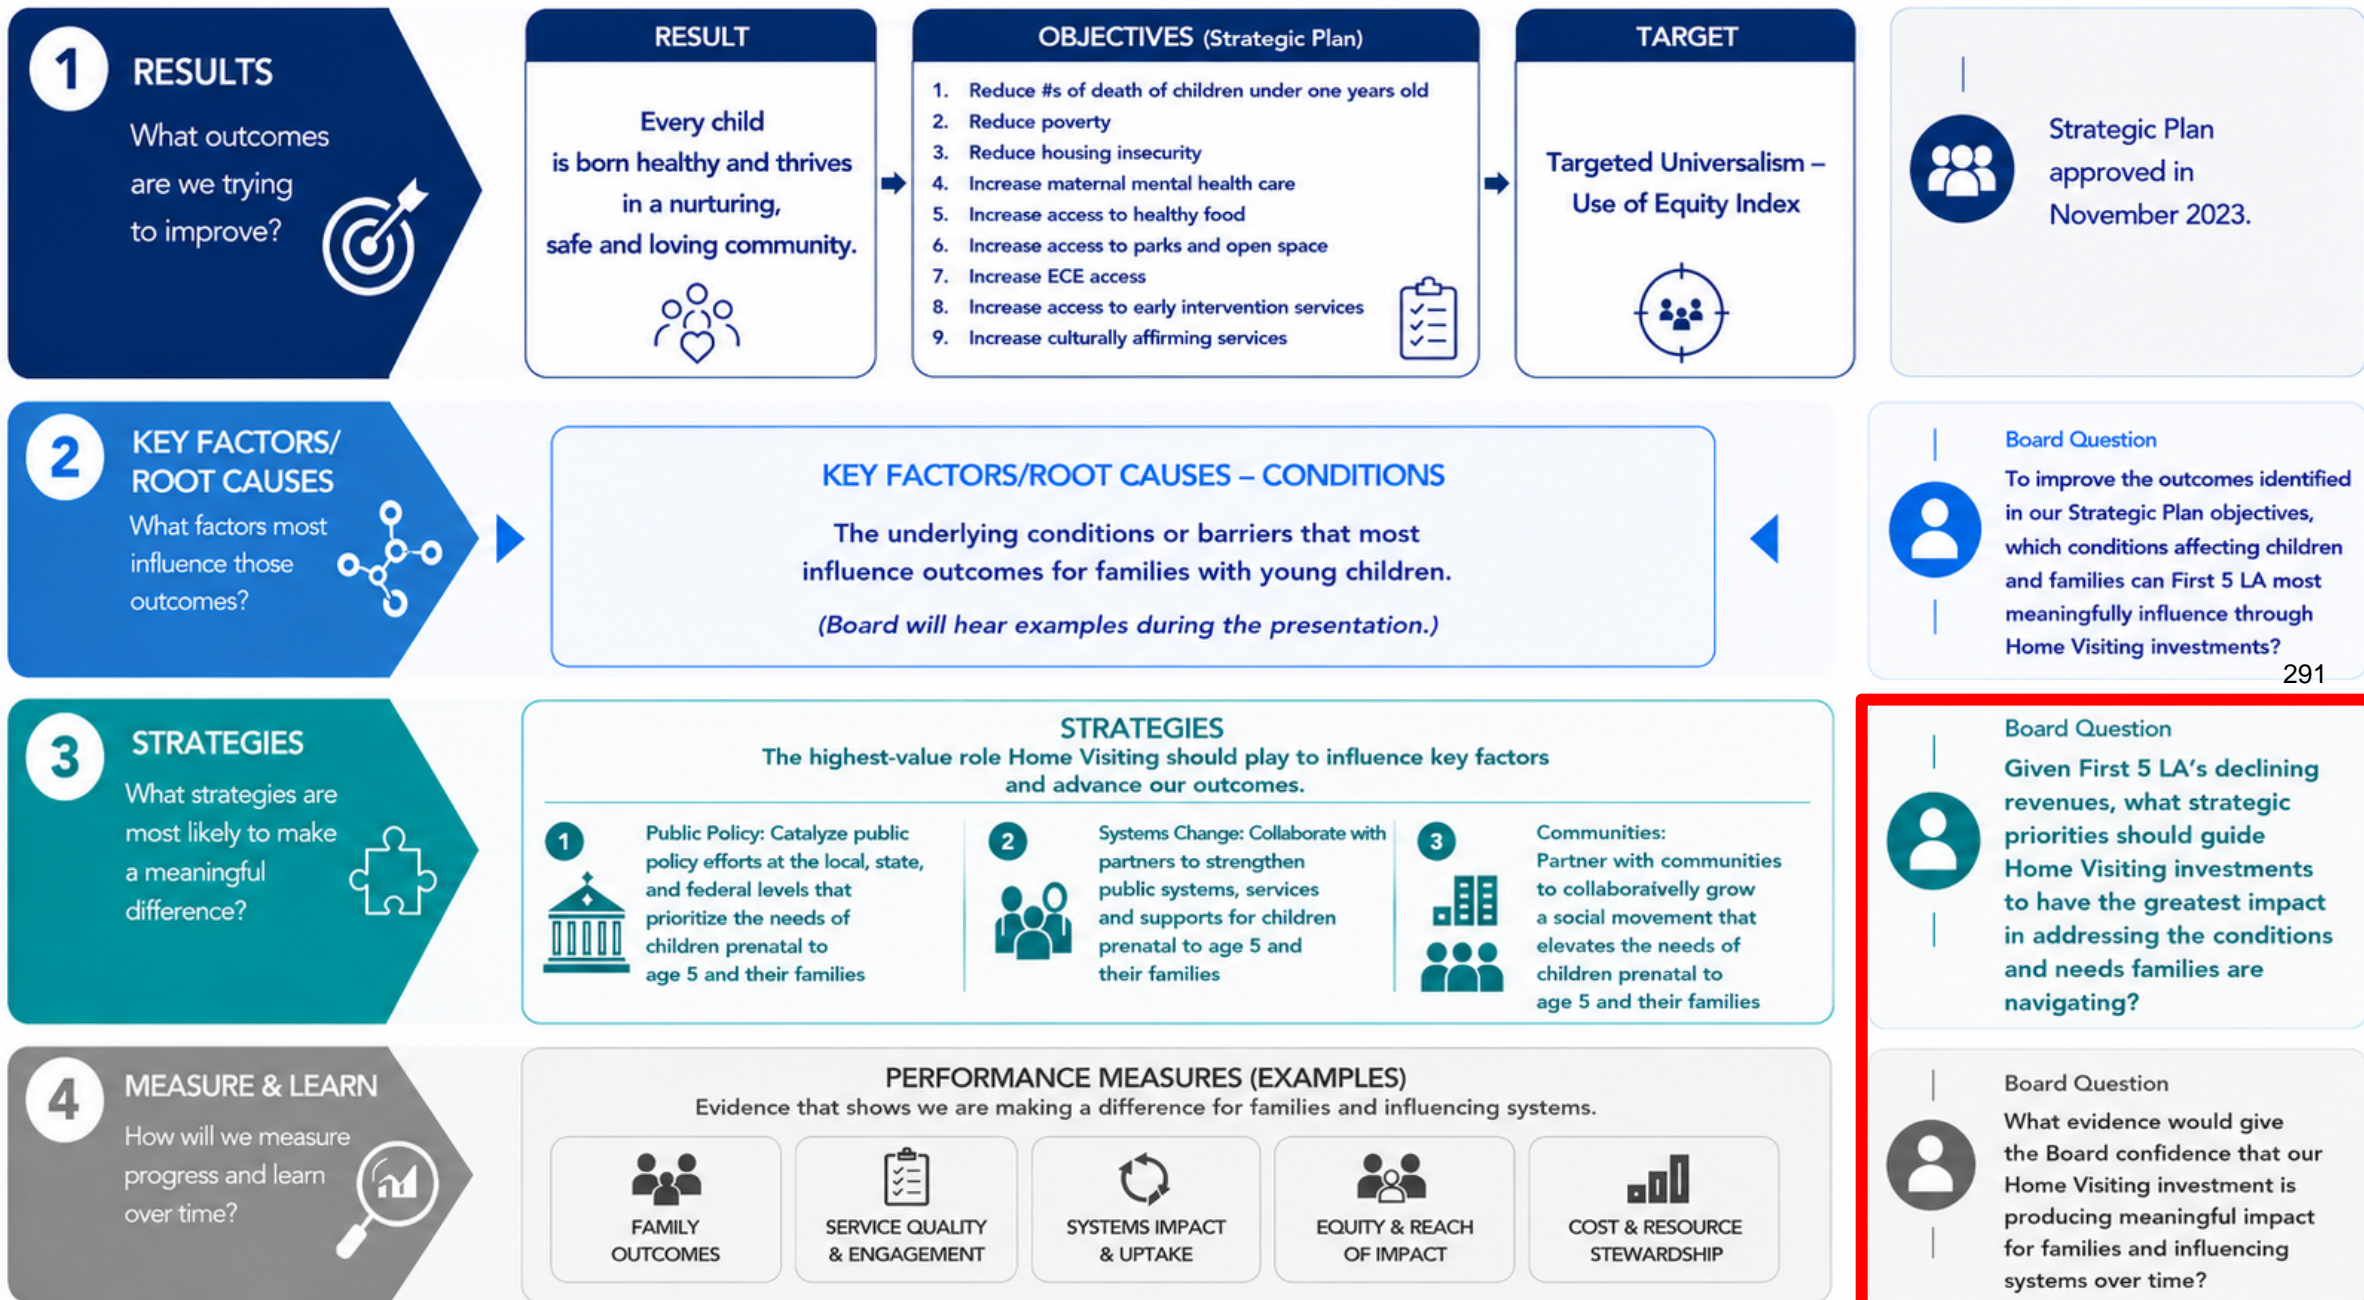 1
RESULTS
What outcomes
are we trying
to improve?
RESULT
Every child
is born healthy and thrives
in a nurturing,
safe and loving community.
OBJECTIVES (Strategic Plan)
1. Reduce #s of death of children under one years old
2. Reduce poverty
3. Reduce housing insecurity
4. Increase maternal mental health care
5. Increase access to healthy food
6. Increase access to parks and open space
7. Increase ECE access
8. Increase access to early intervention services
9. Increase culturally affirming services
TARGET
Targeted Universalism –
Use of Equity Index
Strategic Plan
approved in
November 2023.
2
KEY FACTORS/
ROOT CAUSES
What factors most
influence those
outcomes?
KEY FACTORS/ROOT CAUSES – CONDITIONS
The underlying conditions or barriers that most
influence outcomes for families with young children.
(Board will hear examples during the presentation.)
Board Question
To improve the outcomes identified
in our Strategic Plan objectives,
which conditions affecting children
and families can First 5 LA most
meaningfully influence through
Home Visiting investments?
291
3
STRATEGIES
What strategies are
most likely to make
a meaningful
difference?
STRATEGIES
The highest-value role Home Visiting should play to influence key factors
and advance our outcomes.
1
Public Policy: Catalyze public
policy efforts at the local, state,
and federal levels that
prioritize the needs of
children prenatal to
age 5 and their families
2
Systems Change: Collaborate with
partners to strengthen
public systems, services
and supports for children
prenatal to age 5 and
their families
3
Communities:
Partner with communities
to collaboraivelly grow
a social movement that
elevates the needs of
children prenatal to
age 5 and their families
Board Question
Given First 5 LA's declining
revenues, what strategic
priorities should guide
Home Visiting investments
to have the greatest impact
in addressing the conditions
and needs families are
navigating?
4
MEASURE & LEARN
How will we measure
progress and learn
over time?
PERFORMANCE MEASURES (EXAMPLES)
Evidence that shows we are making a difference for families and influencing systems.
FAMILY
OUTCOMES
SERVICE QUALITY
& ENGAGEMENT
SYSTEMS IMPACT
& UPTAKE
EQUITY & REACH
OF IMPACT
COST & RESOURCE
STEWARDSHIP
Board Question
What evidence would give
the Board confidence that our
Home Visiting investment is
producing meaningful impact
for families and influencing
systems over time?